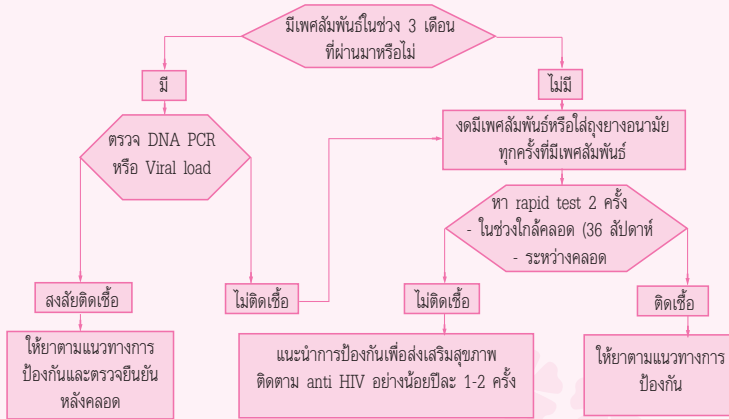 มีเพศสัมพันธ์ในช่วง 3 เดือน
ที่ผ่านมาหรือไม่
มี
ไม่มี
ตรวจ DNA PCR
หรือ Viral load
งดมีเพศสัมพันธ์หรือใส่ถุงยางอนามัย
ทุกครั้งที่มีเพศสัมพันธ์
หา rapid test 2 ครั้ง
- ในช่วงใกล้คลอด (36 สัปดาห์
- ระหว่างคลอด
สงสัยติดเชื้อ
ไม่ติดเชื้อ
ไม่ติดเชื้อ
ติดเชื้อ
ให้ยาตามแนวทางการ
ป้องกันและตรวจยืนยัน
หลังคลอด
แนะนำการป้องกันเพื่อส่งเสริมสุขภาพ
ติดตาม anti HIV อย่างน้อยปีละ 1-2 ครั้ง
ให้ยาตามแนวทางการ
ป้องกัน